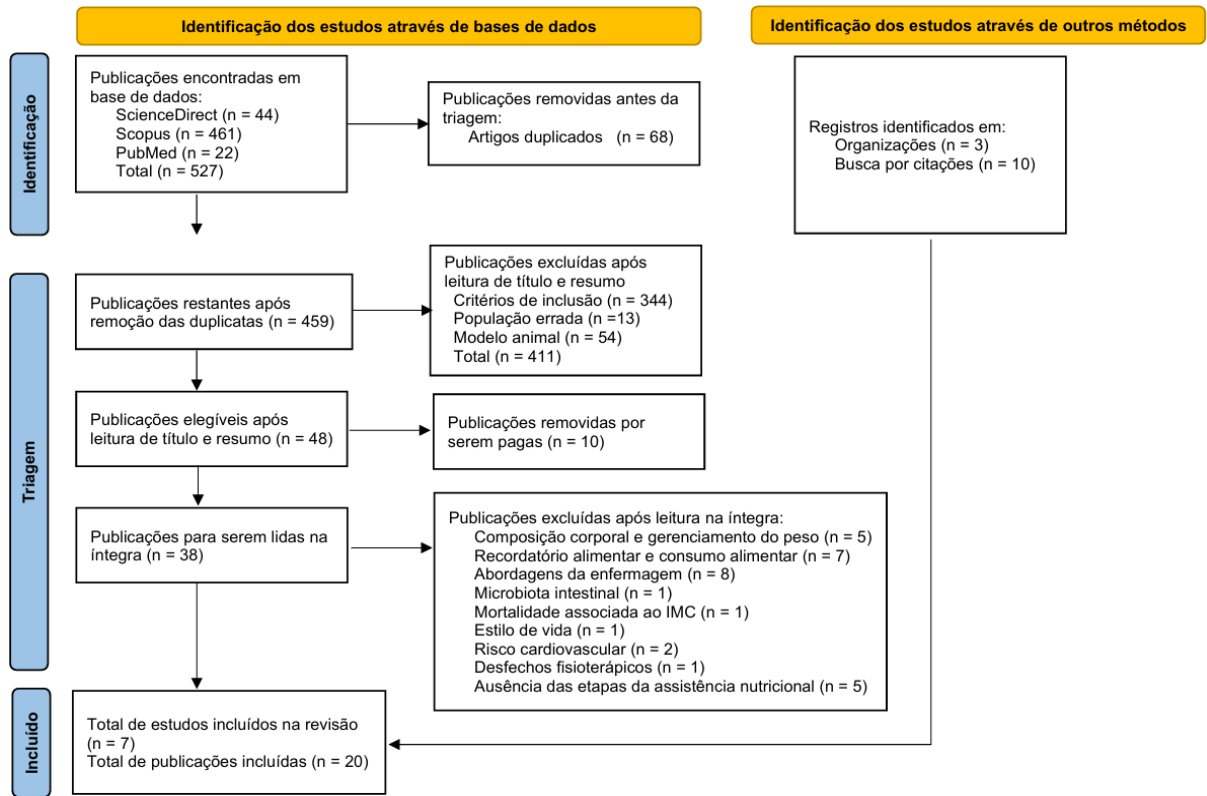 Identificação dos estudos através de bases de dados
Identificação dos estudos através de outros métodos
Identificação
Publicações encontradas em
base de dados:
ScienceDirect (n = 44)
Scopus (n = 461)
PubMed (n = 22)
Total (n = 527)
Publicações removidas antes da
triagem:
Artigos duplicados (n = 68)
Registros identificados em:
Organizações (n = 3)
Busca por citações (n = 10)
Triagem
Publicações restantes após
remoção das duplicatas (n = 459)
Publicações excluídas após
leitura de título e resumo
Critérios de inclusão (n = 344)
População errada (n =13)
Modelo animal (n = 54)
Total (n = 411)
Publicações elegíveis após
leitura de título e resumo (n = 48)
Publicações removidas por
serem pagas (n = 10)
Publicações para serem lidas na
íntegra (n = 38)
Publicações excluídas após leitura na íntegra:
Composição corporal e gerenciamento do peso (n = 5)
Recordatório alimentar e consumo alimentar (n = 7)
Abordagens da enfermagem (n = 8)
Microbiota intestinal (n = 1)
Mortalidade associada ao IMC (n = 1)
Estilo de vida (n = 1)
Risco cardiovascular (n = 2)
Desfechos fisioterápicos (n = 1)
Ausência das etapas da assistência nutricional (n = 5)
Incluído
Total de estudos incluídos na revisão
(n = 7)
Total de publicações incluídas (n = 20)